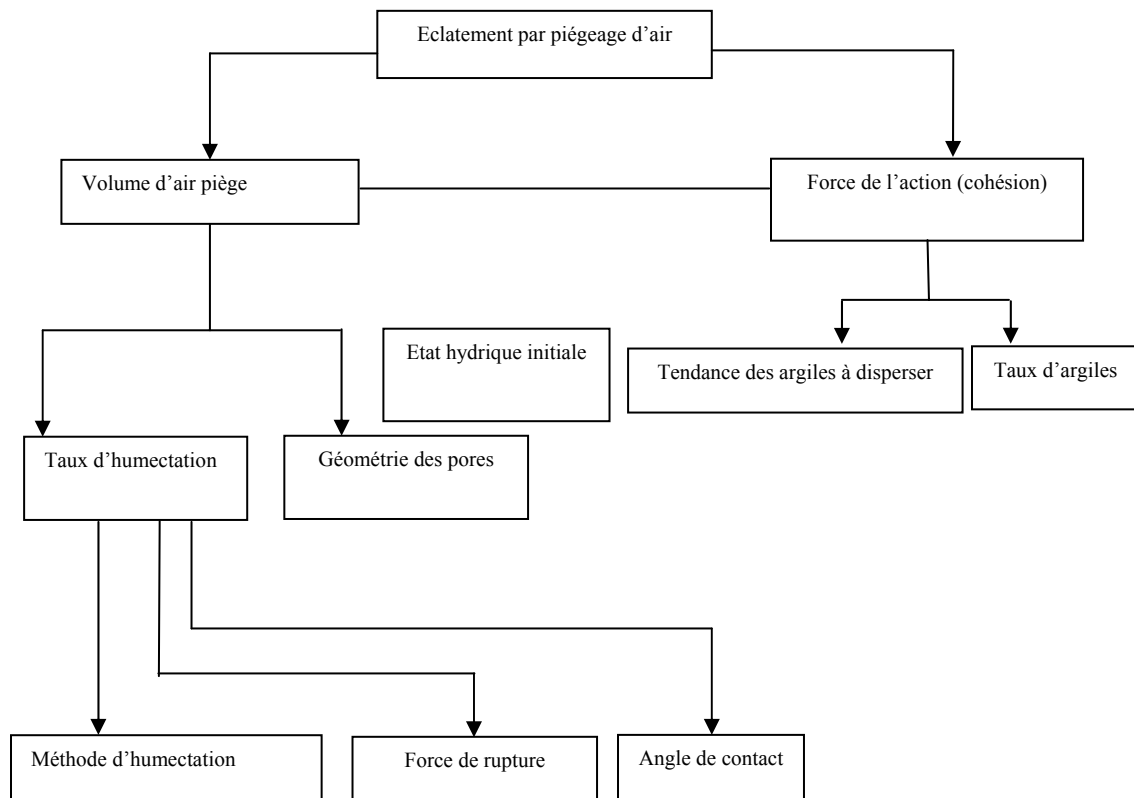 Eclatement par piégeage d’air
Volume d’air piège
Force de l’action (cohésion)
Etat hydrique initiale
Tendance des argiles à disperser
Taux d’argiles
Taux d’humectation
Géométrie des pores
Méthode d’humectation
Force de rupture
Angle de contact